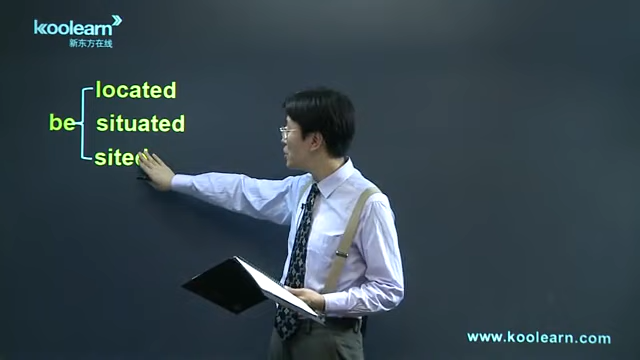 koolearn
新东方在线
located
be situated
sited
www.koolearn.com